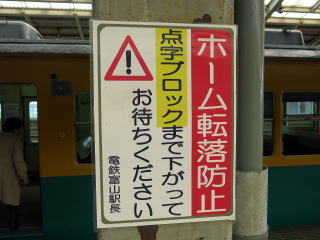 ホーム転落防止
点字ブロックまで下がって
お待ちください
電鉄富山駅長